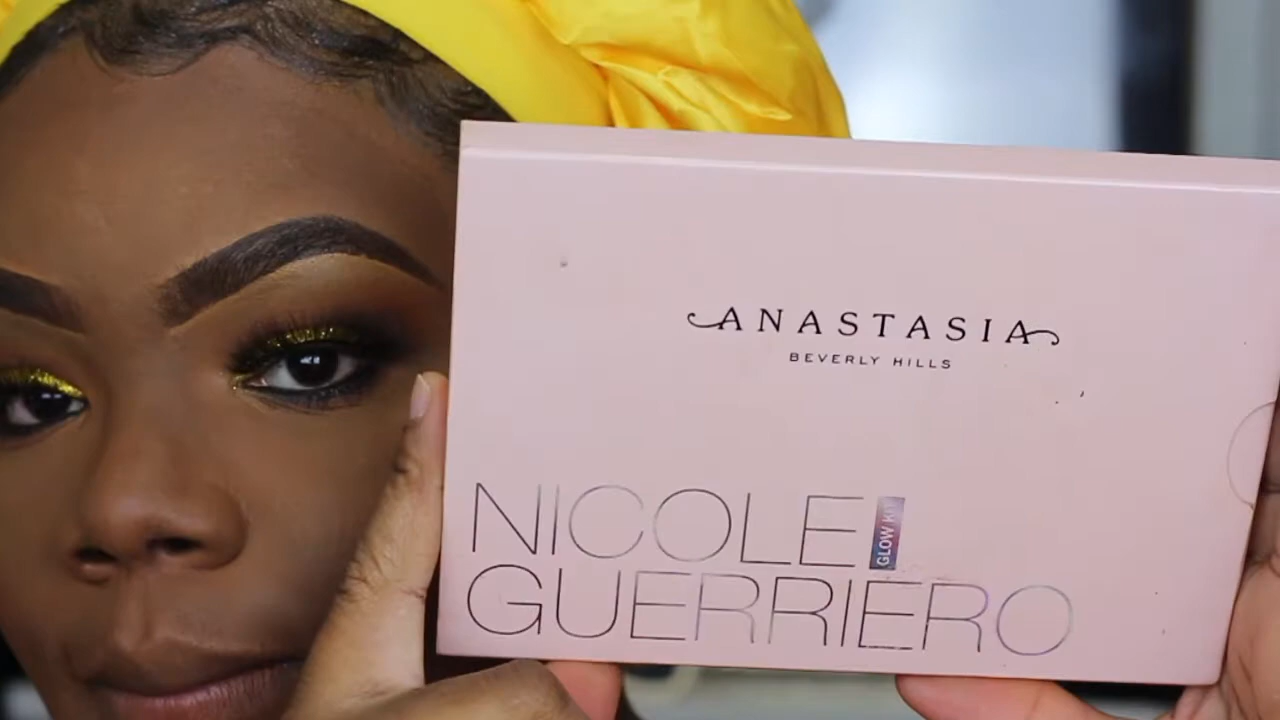 ANASTASIA
BEVERLY HILLS
NICOLE
GLOW KIT
GUERRIERO